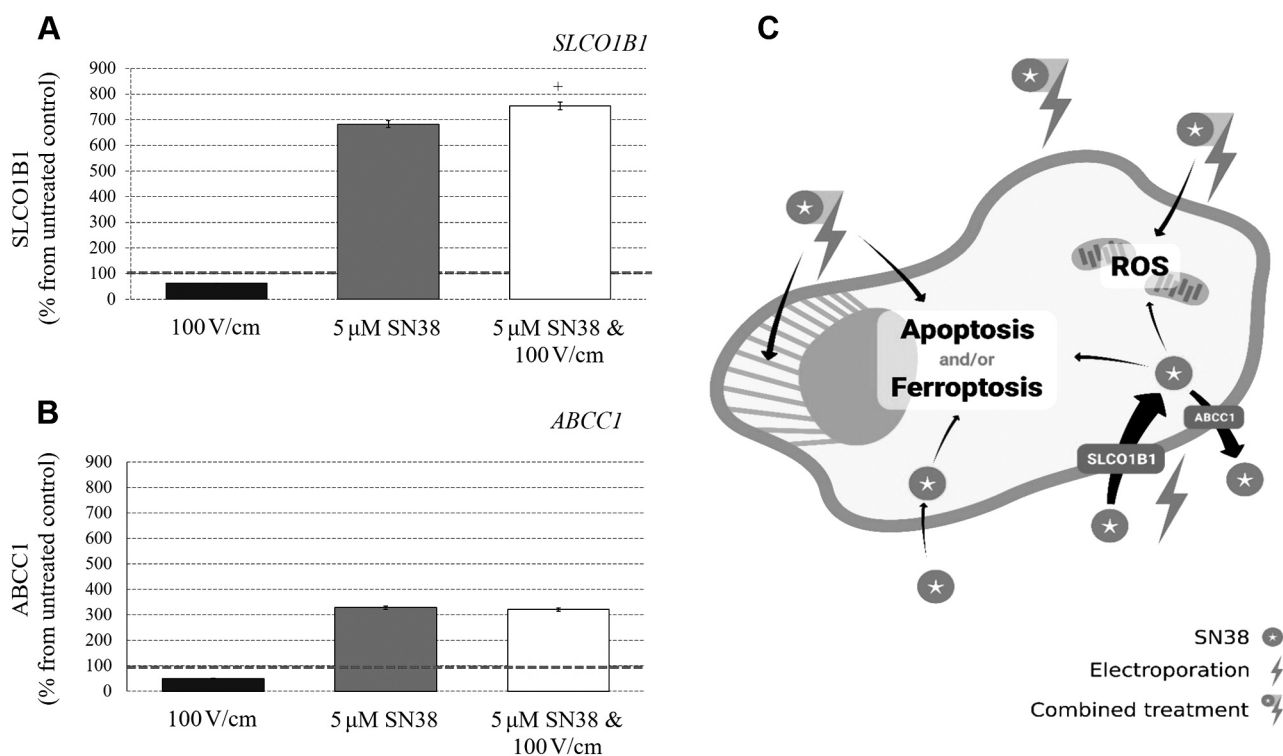 A
SLCO1B1
SLCO1B1
(% from untreated control)
900
800
700
600
500
400
300
200
100
0
+
100 V/cm
5 μM SN38
5 μM SN38 &
100 V/cm
B
ABCC1
ABCC1
(% from untreated control)
900
800
700
600
500
400
300
200
100
0
100 V/cm
5 μM SN38
5 μM SN38 &
100 V/cm
C
ROS
Apoptosis
and/or
Ferroptosis
ABCC1
SLCO1B1
SN38
Electroporation
Combined treatment